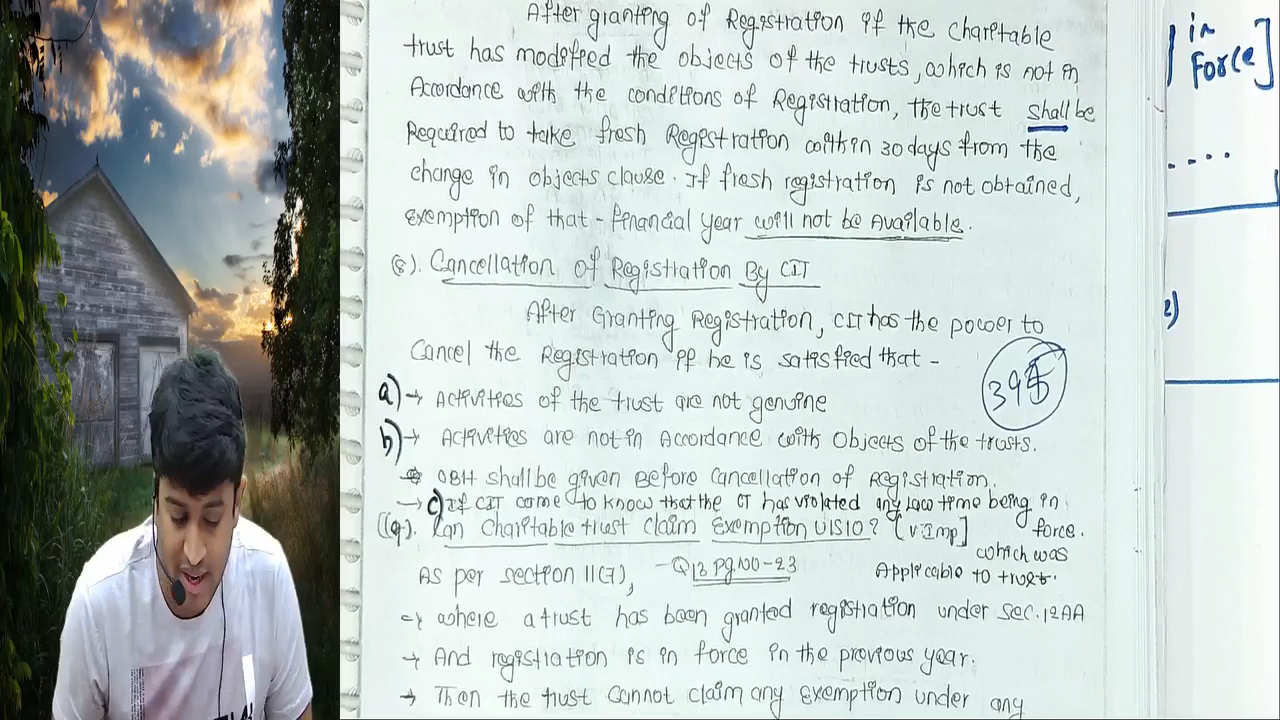 After granting of Registration if the charitable
trust has modified the objects of the trusts, which is not in
Accordance with the conditions of Registration, the trust shall be
Required to take fresh Registration within 30 days from the
change in objects clause. If fresh registration is not obtained,
exemption of that financial year will not be Available.
(8). Cancellation of Registration By CIT
After Granting Registration, CIT has the power to
Cancel the Registration if he is satisfied that -
a) → Activities of the trust are not genuine
b) → Activities are not in Accordance with Objects of the trusts.
OBH shall be given Before cancellation of Registration.
→ c) If CIT come to know that the CT has violated any Law time being in
force.
which was
Applicable to trust.
(9). Can Charitable trust claim Exemption U/S 10? [V.Imp]
As per section 11(7), - Q13 Pg no - 23
→ where a trust has been granted registration under sec. 12AA
→ And registration is in force in the previous year.
→ Then the trust cannot claim any exemption under any
in
Force]
....
2)